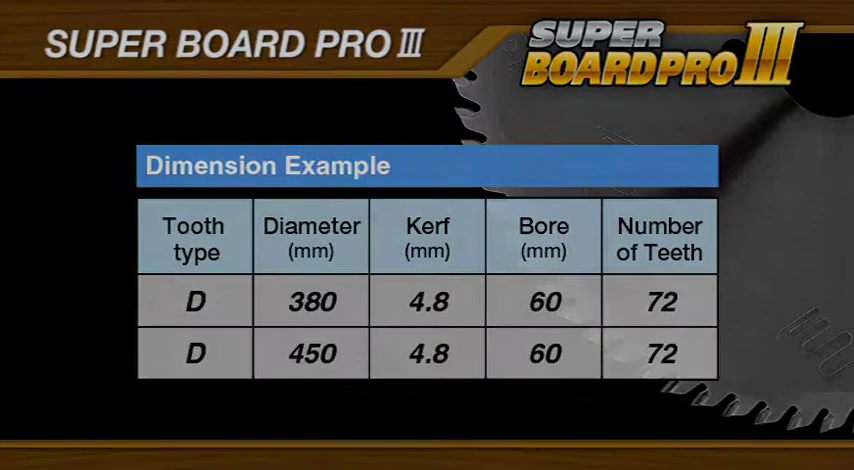 SUPER BOARD PRO III
SUPER
BOARDPRO III
Dimension Example
Tooth type Diameter (mm) Kerf (mm) Bore (mm) Number of Teeth
D 380 4.8 60 72
D 450 4.8 60 72